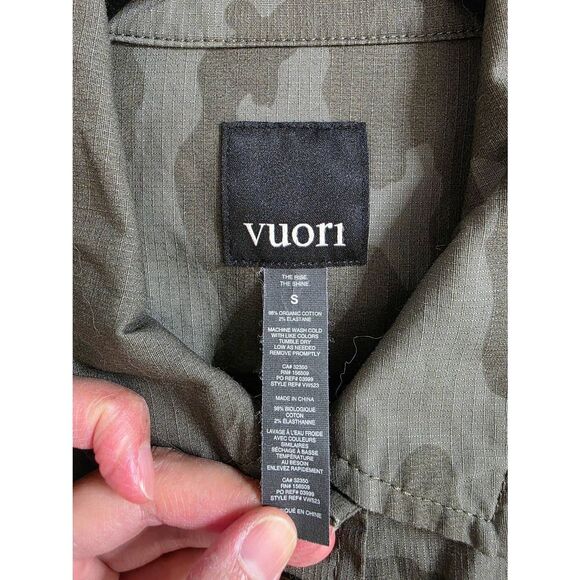 vuori
THE RISE.
THE SHINE.
S
98% ORGANIC COTTON
2% ELASTANE
MACHINE WASH COLD
WITH LIKE COLORS
TUMBLE DRY
LOW AS NEEDED
REMOVE PROMPTLY
CA# 32350
RN# 156509
PO REF# 03999
STYLE REF# VW523
MADE IN CHINA
98% BIOLOGIQUE
COTON
2% ÉLASTHANNE
LAVAGE À L'EAU FROIDE
AVEC COULEURS
SIMILAIRES
SÉCHAGE À BASSE
TEMPÉRATURE
AU BESOIN
ENLEVEZ RAPIDEMENT
CA# 32350
RN# 156509
PO REF# 03999
STYLE REF# VW523
FABRIQUÉ EN CHINE